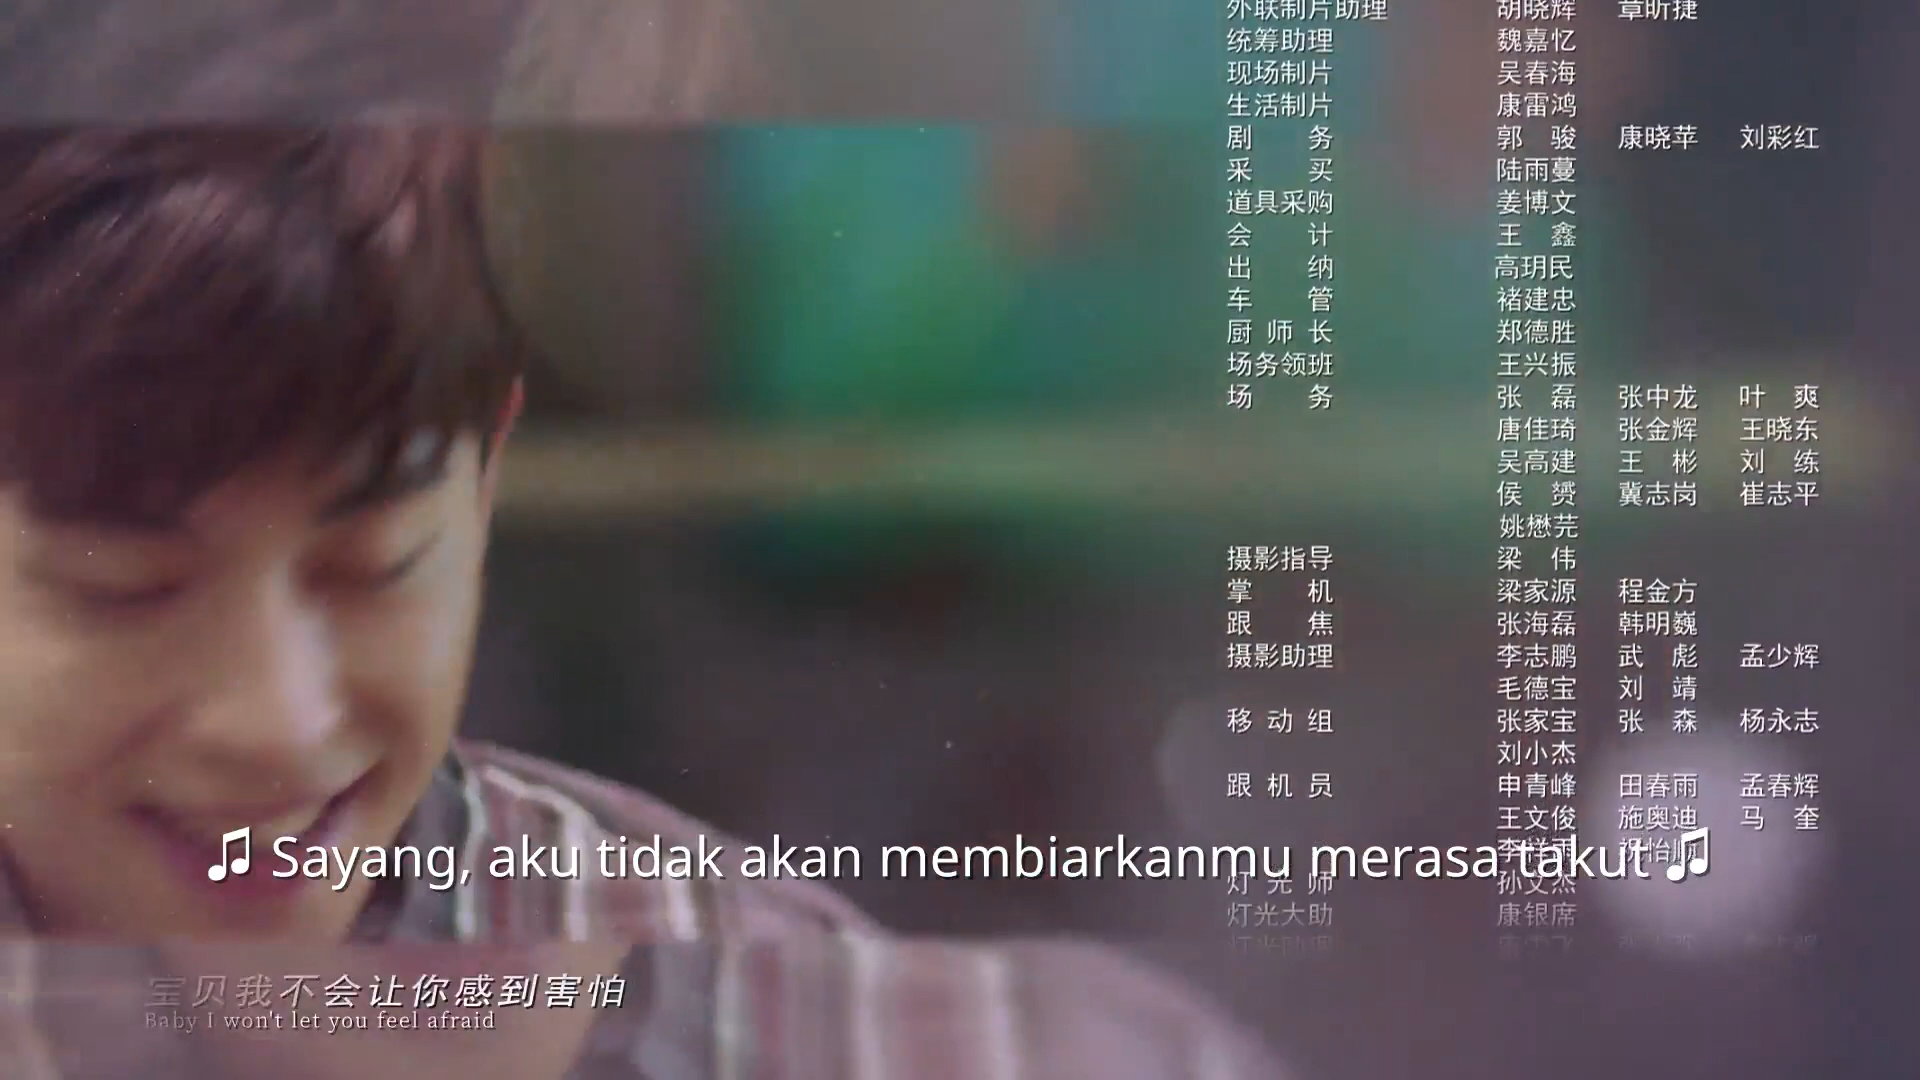 外联制片助理 胡晓辉 章昕捷
统筹助理 魏嘉忆
现场制片 吴春海
生活制片 康雷鸿
剧务 郭骏 康晓苹 刘彩红
采买 陆雨蔓
道具采购 姜博文
会计 王鑫
出纳 高玥民
车管 褚建忠
厨师长 郑德胜
场务领班 王兴振
场务 张磊 张中龙 叶爽
唐佳琦 张金辉 王晓东
吴高建 王彬 刘练
侯赟 冀志岗 崔志平
姚懋芫
摄影指导 梁伟
掌机 梁家源 程金方
跟焦 张海磊 韩明巍
摄影助理 李志鹏 武彪 孟少辉
毛德宝 刘靖
移动组 张家宝 张森 杨永志
刘小杰
跟机员 申青峰 田春雨 孟春辉
王文俊 施奥迪 马奎
♫ Sayang, aku tidak akan membiarkanmu merasa takut ♫
灯光师 孙文杰
灯光大助 康银席
宝贝我不会让你感到害怕
Baby I won't let you feel afraid